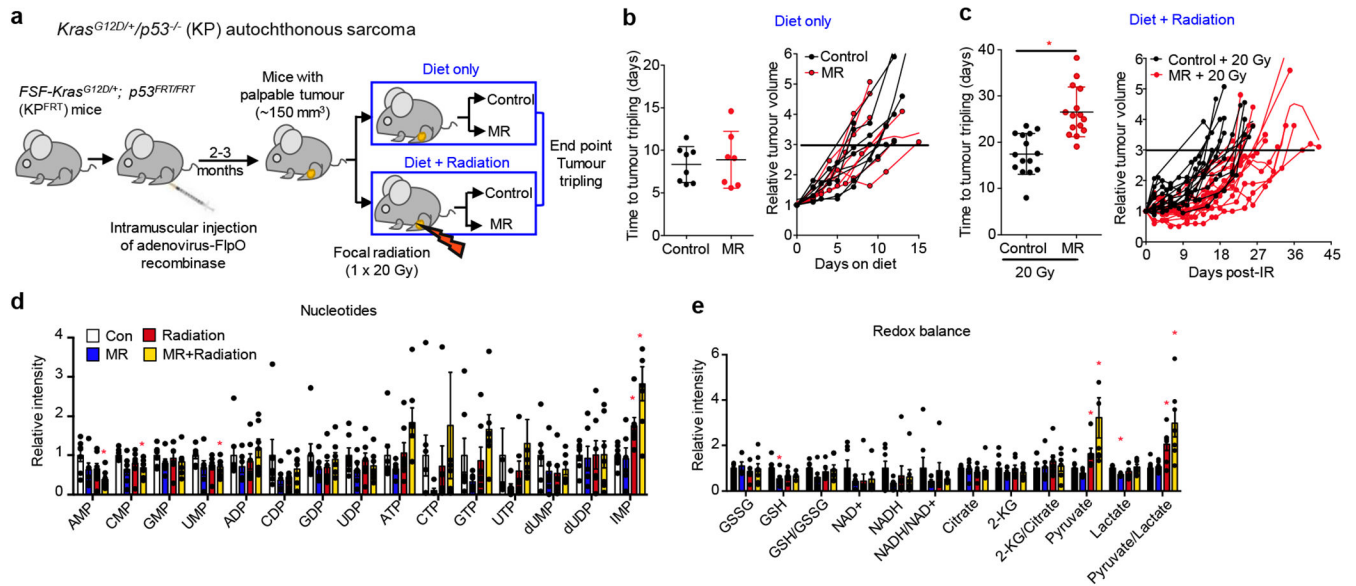 a
Kras^G12D/+/p53^-/- (KP) autochthonous sarcoma
FSF-Kras^G12D/+; p53^FRT/FRT
(KP^FRT) mice
2-3
months
Intramuscular injection
of adenovirus-FlpO
recombinase
Mice with
palpable tumour
(~150 mm³)
Diet only
Control
MR
Diet + Radiation
Control
MR
Focal radiation
(1 x 20 Gy)
End point
Tumour
tripling
b
Diet only
Time to tumour tripling (days)
20
15
10
5
0
Control
MR
Relative tumour volume
6
5
4
3
2
1
0
Control
MR
0
5
10
15
Days on diet
c
Diet + Radiation
Time to tumour tripling (days)
40
30
20
10
0
*
Control
MR
20 Gy
Relative tumour volume
6
5
4
3
2
1
0
Control + 20 Gy
MR + 20 Gy
0
9
18
27
36
45
Days post-IR
d
Nucleotides
Relative intensity
4
3
2
1
0
Con
Radiation
MR
MR+Radiation
* * * * *
AMP
CMP
GMP
UMP
ADP
CDP
GDP
UDP
ATP
CTP
GTP
UTP
dUMP
dUDP
IMP
e
Redox balance
Relative intensity
6
4
2
0
* * * * * *
GSSG
GSH
GSH/GSSG
NAD+
NADH
NADH/NAD+
Citrate
2-KG
2-KG/Citrate
Pyruvate
Lactate
Pyruvate/Lactate